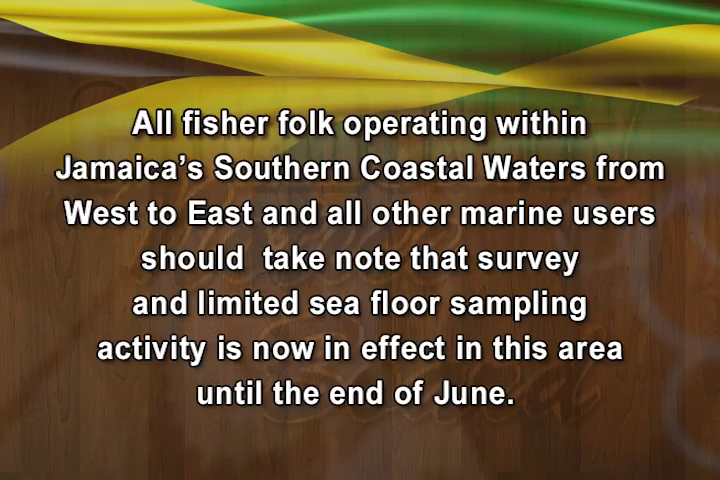 All fisher folk operating within
Jamaica’s Southern Coastal Waters from
West to East and all other marine users
should  take note that survey
and limited sea floor sampling
activity is now in effect in this area
until the end of June.